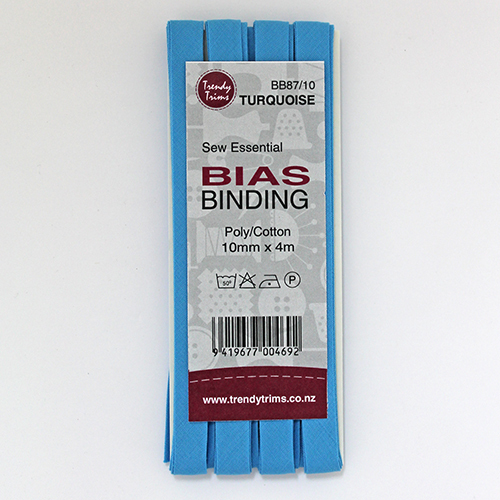 Trendy
Trims
BB87/10
TURQUOISE
Sew Essential
BIAS
BINDING
Poly/Cotton
10mm x 4m
50°
P
9 419677 004692
www.trendytrims.co.nz